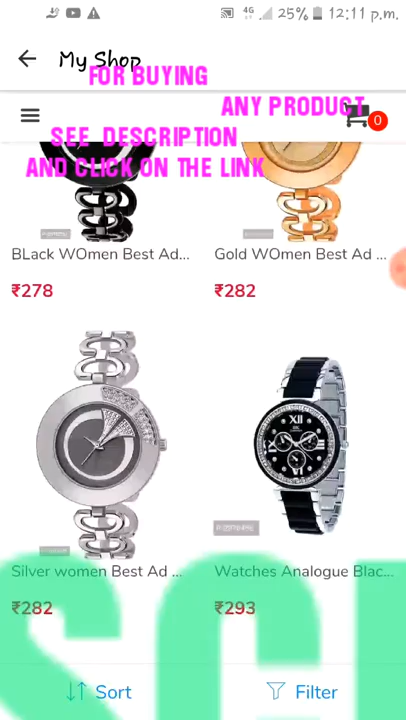 4G 25% 12:11 p.m.
My Shop
FOR BUYING
ANY PRODUCT
0
SEE DESCRIPTION
AND CLICK ON THE LINK
BLack WOmen Best Ad...
Gold WOmen Best Ad ...
₹278
₹282
XII
Silver women Best Ad ...
Watches Analogue Blac...
₹282
₹293
Sort
Filter